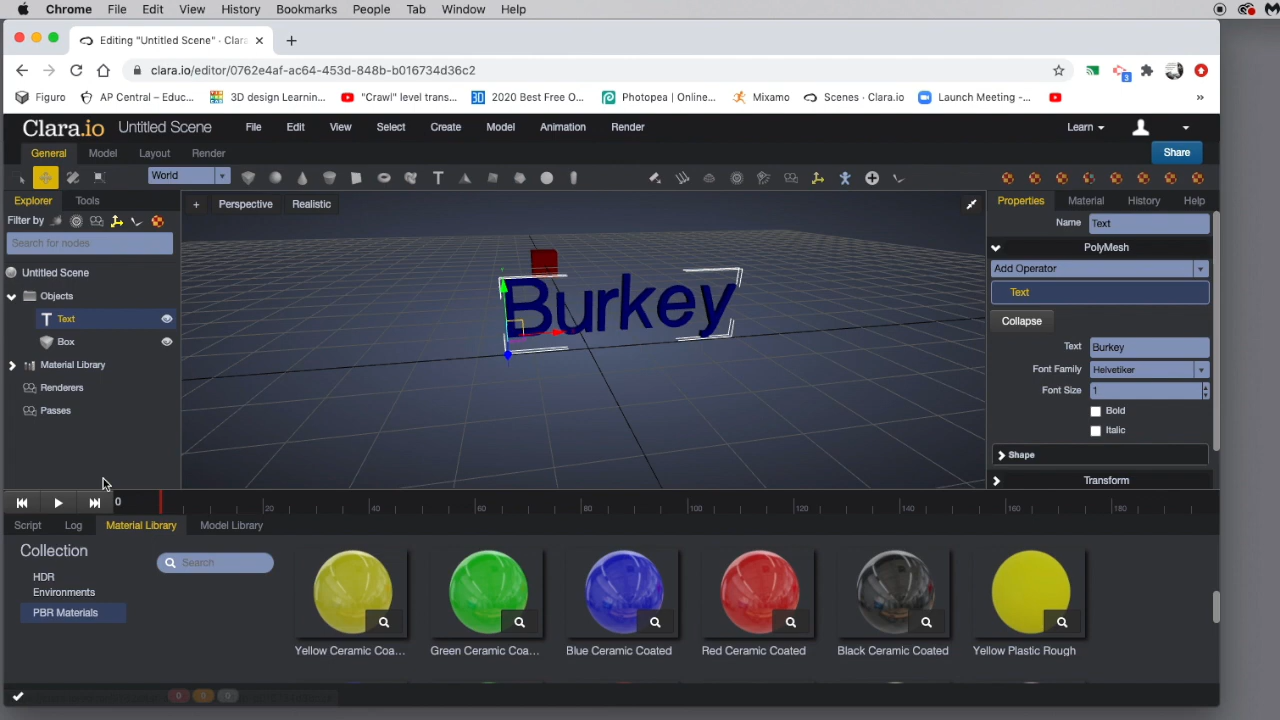 Chrome File Edit View History Bookmarks People Tab Window Help
Editing "Untitled Scene" - Clara
clara.io/editor/0762e4af-ac64-453d-848b-b016734d36c2
Figuro AP Central – Educ... 3D design Learnin... "Crawl" level trans... 2020 Best Free O... Photopea | Online... Mixamo Scenes · Clara.io Launch Meeting -... »
Clara.io Untitled Scene File Edit View Select Create Model Animation Render Learn
General Model Layout Render Share
World
Explorer Tools + Perspective Realistic Properties Material History Help
Filter by Name Text
Search for nodes PolyMesh
Untitled Scene Add Operator
Objects Text
Text Collapse
Box Text Burkey
Material Library Font Family Helvetiker
Renderers Font Size 1
Passes Bold
Italic
Shape
Transform
Burkey
0 20 40 60 80 100 120 140 160 180
Script Log Material Library Model Library
Collection Search
HDR
Environments
PBR Materials
Yellow Ceramic Coa... Green Ceramic Coa... Blue Ceramic Coated Red Ceramic Coated Black Ceramic Coated Yellow Plastic Rough
0 0 0